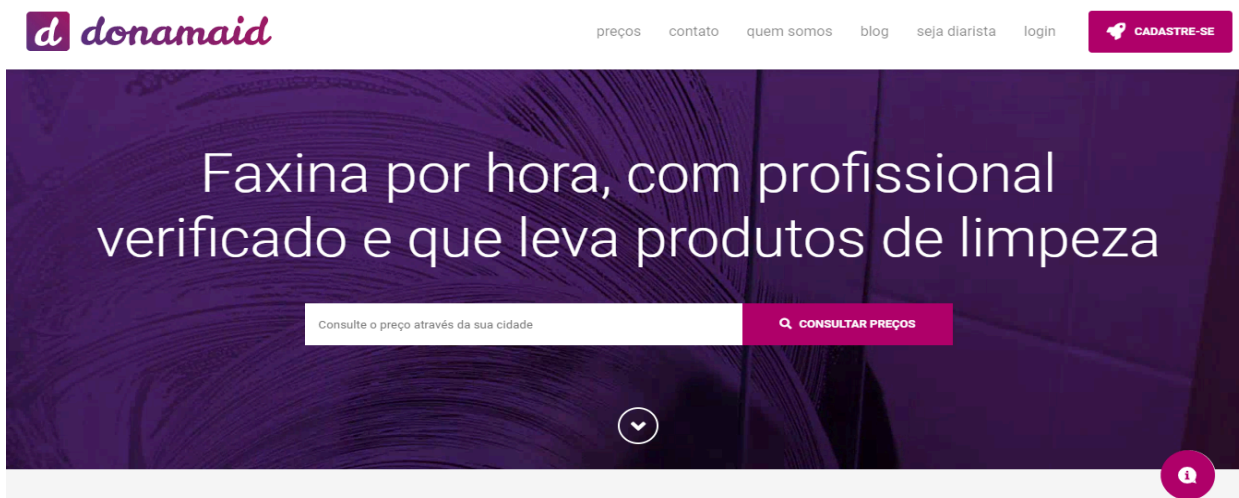 d donamaid
preços contato quem somos blog seja diarista login CADASTRE-SE
Faxina por hora, com profissional
verificado e que leva produtos de limpeza
Consulte o preço através da sua cidade CONSULTAR PREÇOS